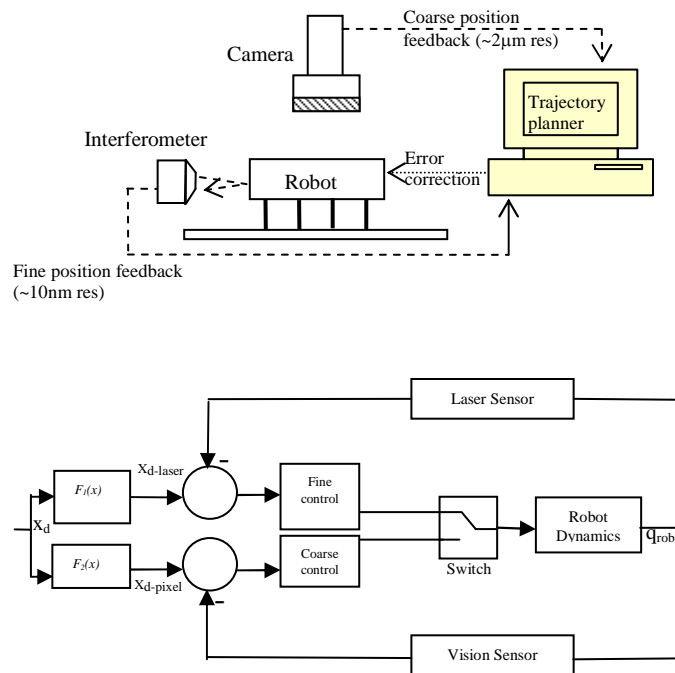 Coarse position
feedback (~2μm res)
Camera
Trajectory
planner
Interferometer
Error
correction
Robot
Fine position feedback
(~10nm res)
Laser Sensor
-
Xd-laser
F1(x)
Fine
control
Xd
Robot
Dynamics
qrob
F2(x)
Coarse
control
Switch
Xd-pixel
-
Vision Sensor